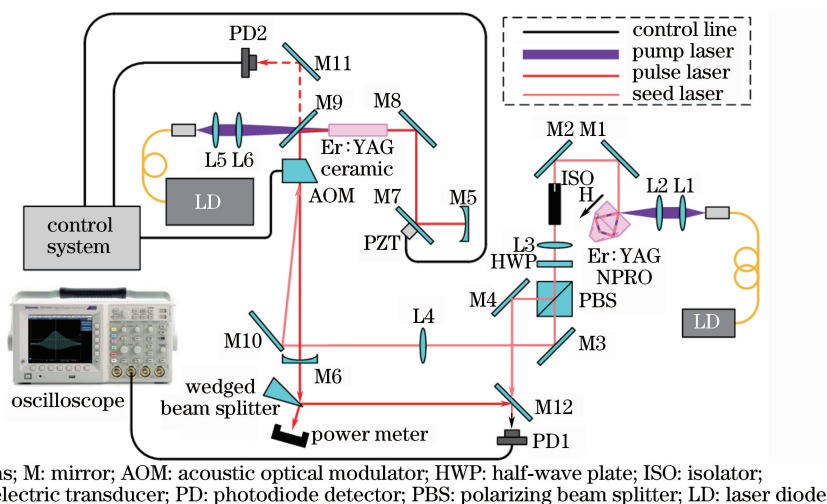 PD2
M11
control line
pump laser
pulse laser
seed laser
M9
M8
M2 M1
L5 L6
Er：YAG
ceramic
ISO
H
L2 L1
LD
AOM
M7
M5
control
system
PZT
L3
HWP
Er：YAG
NPRO
M4
PBS
LD
L4
M10
M3
M6
wedged
beam splitter
oscilloscope
M12
power meter
PD1
ns; M: mirror; AOM: acoustic optical modulator; HWP: half-wave plate; ISO: isolator;
electric transducer; PD: photodiode detector; PBS: polarizing beam splitter; LD: laser diode